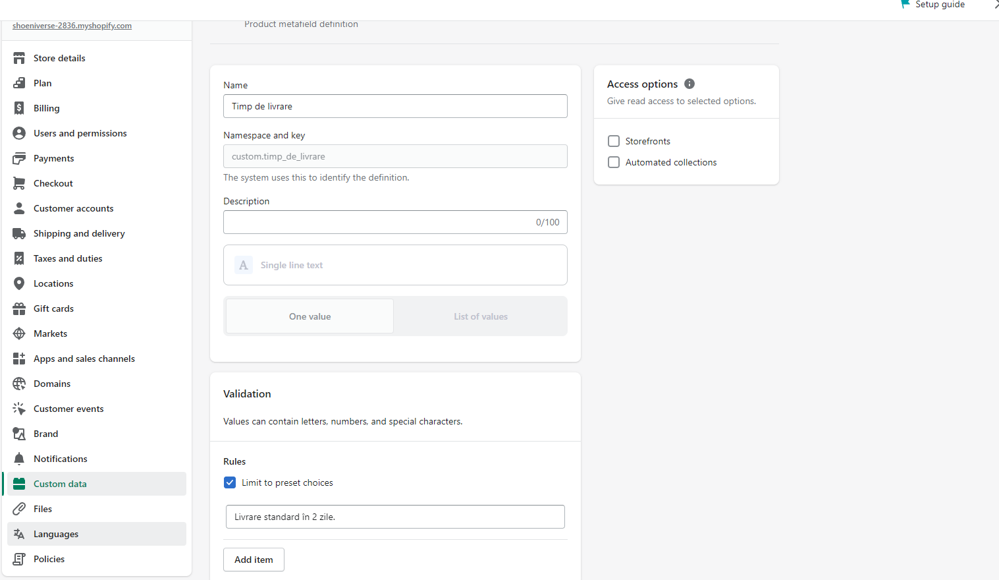 Setup guide
shoeniverse-2836.myshopify.com
Store details
Plan
Billing
Users and permissions
Payments
Checkout
Customer accounts
Shipping and delivery
Taxes and duties
Locations
Gift cards
Markets
Apps and sales channels
Domains
Customer events
Brand
Notifications
Custom data
Files
Languages
Policies
Product metafield definition
Name
Timp de livrare
Namespace and key
custom.timp_de_livrare
The system uses this to identify the definition.
Description
0/100
A Single line text
One value
List of values
Validation
Values can contain letters, numbers, and special characters.
Rules
Limit to preset choices
Livrare standard în 2 zile.
Add item
Access options
Give read access to selected options.
Storefronts
Automated collections